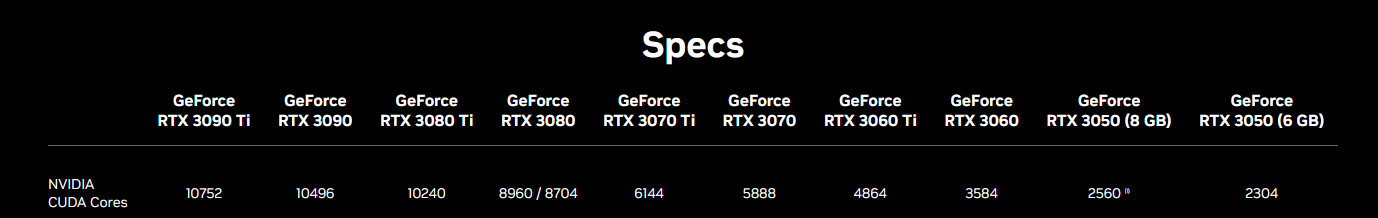 Specs
GeForce GeForce GeForce GeForce GeForce GeForce GeForce GeForce GeForce GeForce
RTX 3090 Ti RTX 3090 RTX 3080 Ti RTX 3080 RTX 3070 Ti RTX 3070 RTX 3060 Ti RTX 3060 RTX 3050 (8 GB) RTX 3050 (6 GB)
NVIDIA
CUDA Cores 10752 10496 10240 8960 / 8704 6144 5888 4864 3584 2560 (1) 2304